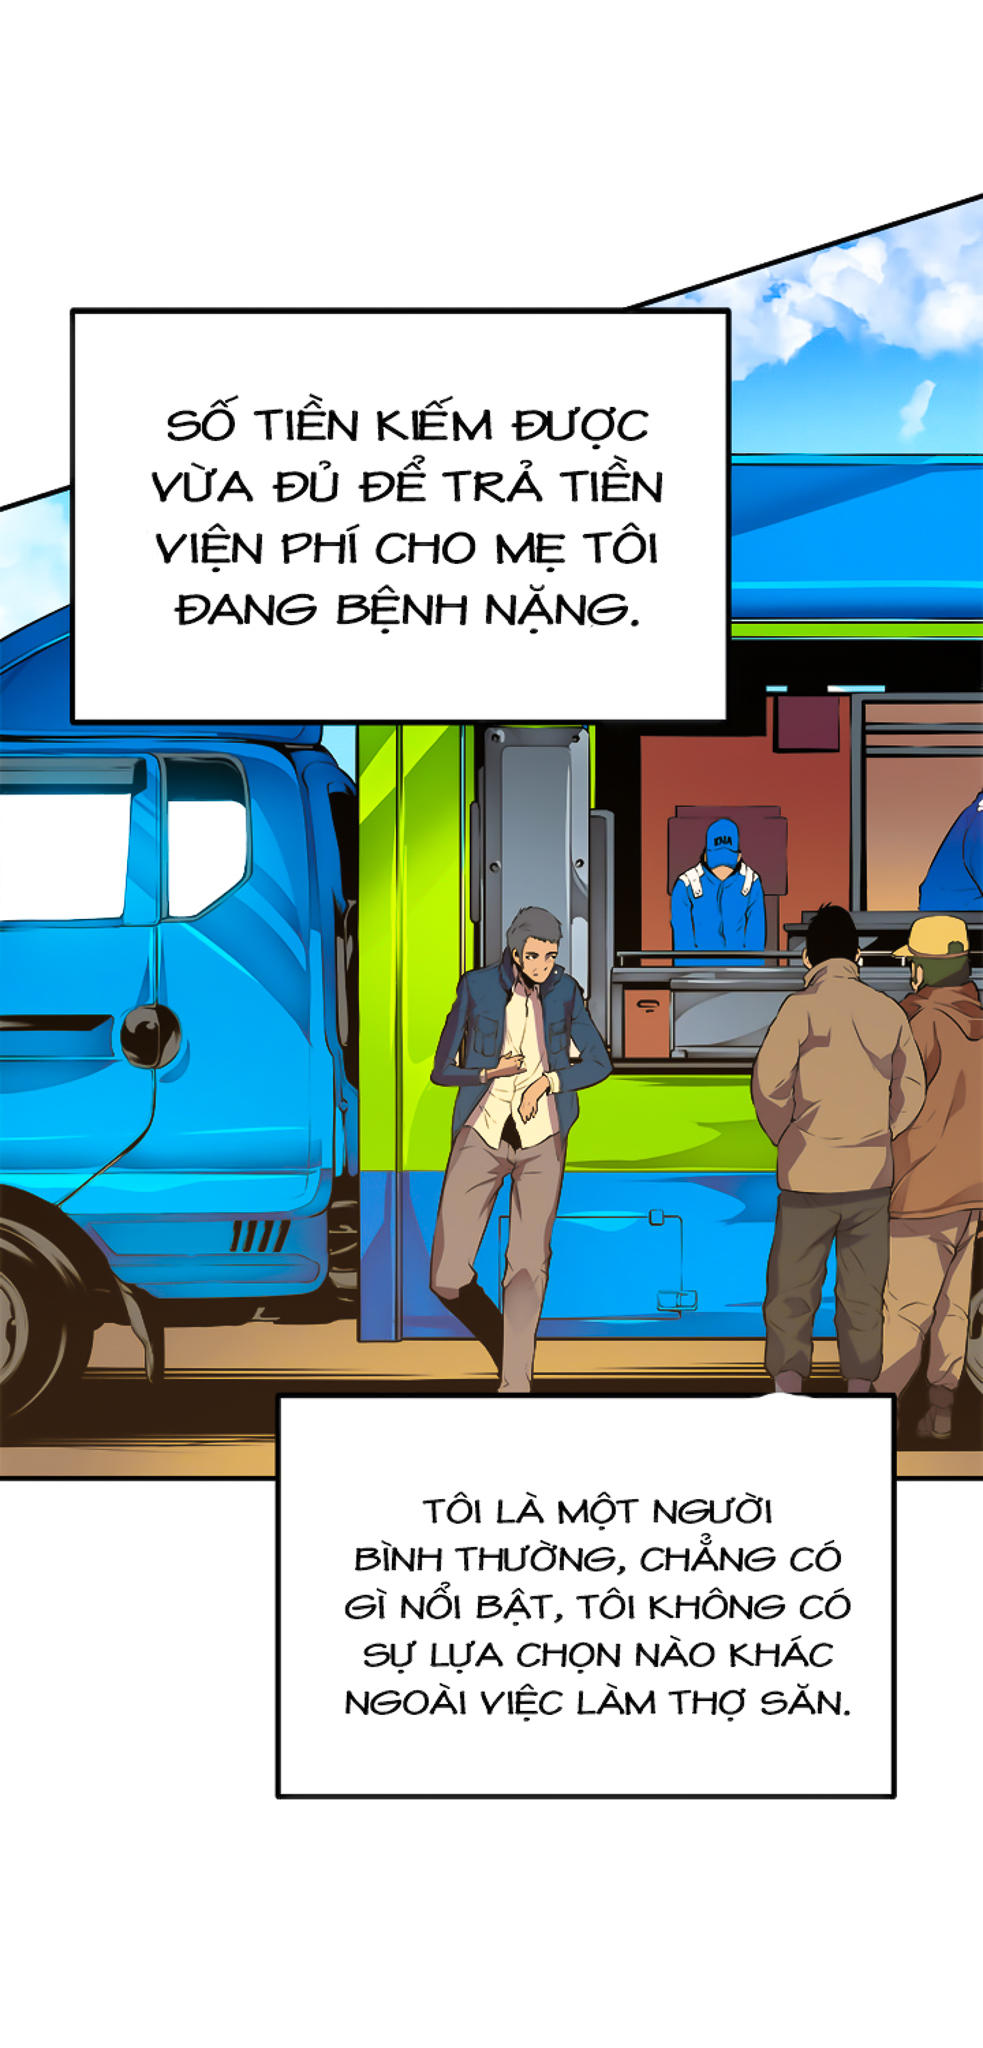 SỐ TIỀN KIẾM ĐƯỢC
VỪA ĐỦ ĐỂ TRẢ TIỀN
VIỆN PHÍ CHO MẸ TÔI
ĐANG BỆNH NẶNG.
KNA
TÔI LÀ MỘT NGƯỜI
BÌNH THƯỜNG, CHẲNG CÓ
GÌ NỔI BẬT, TÔI KHÔNG CÓ
SỰ LỰA CHỌN NÀO KHÁC
NGOÀI VIỆC LÀM THỢ SĂN.